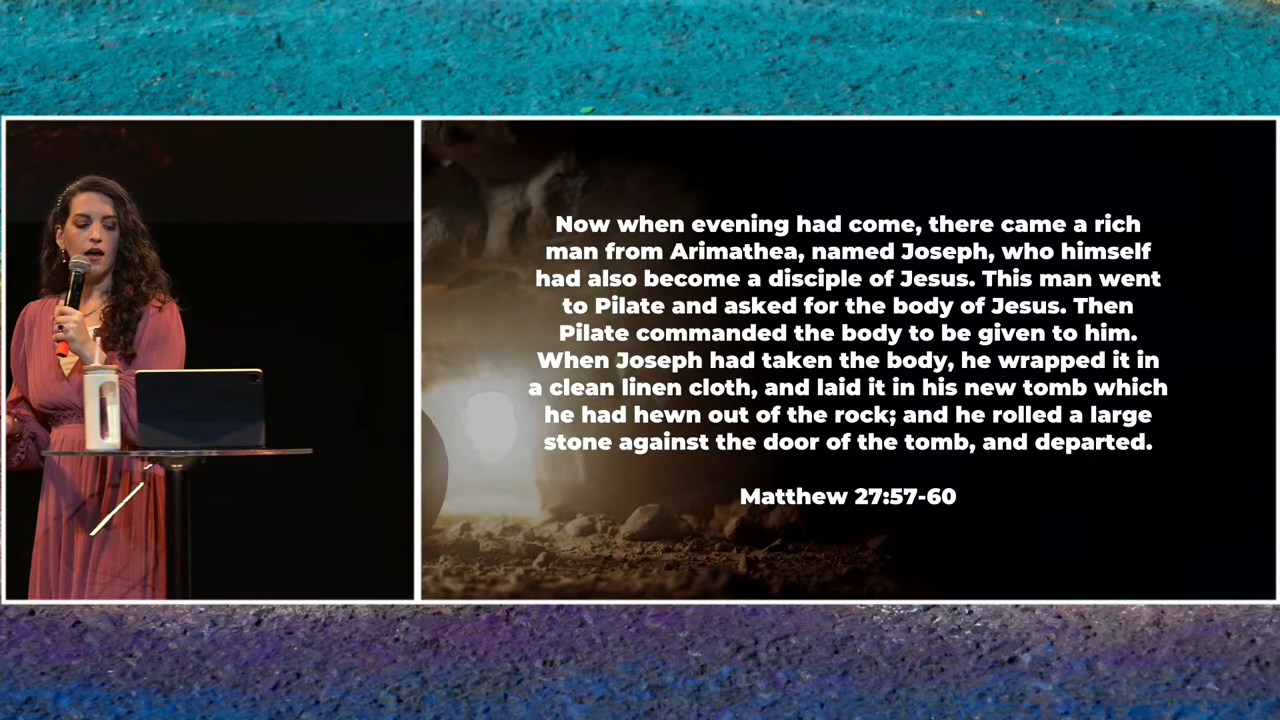 Now when evening had come, there came a rich
man from Arimathea, named Joseph, who himself
had also become a disciple of Jesus. This man went
to Pilate and asked for the body of Jesus. Then
Pilate commanded the body to be given to him.
When Joseph had taken the body, he wrapped it in
a clean linen cloth, and laid it in his new tomb which
he had hewn out of the rock; and he rolled a large
stone against the door of the tomb, and departed.
Matthew 27:57-60